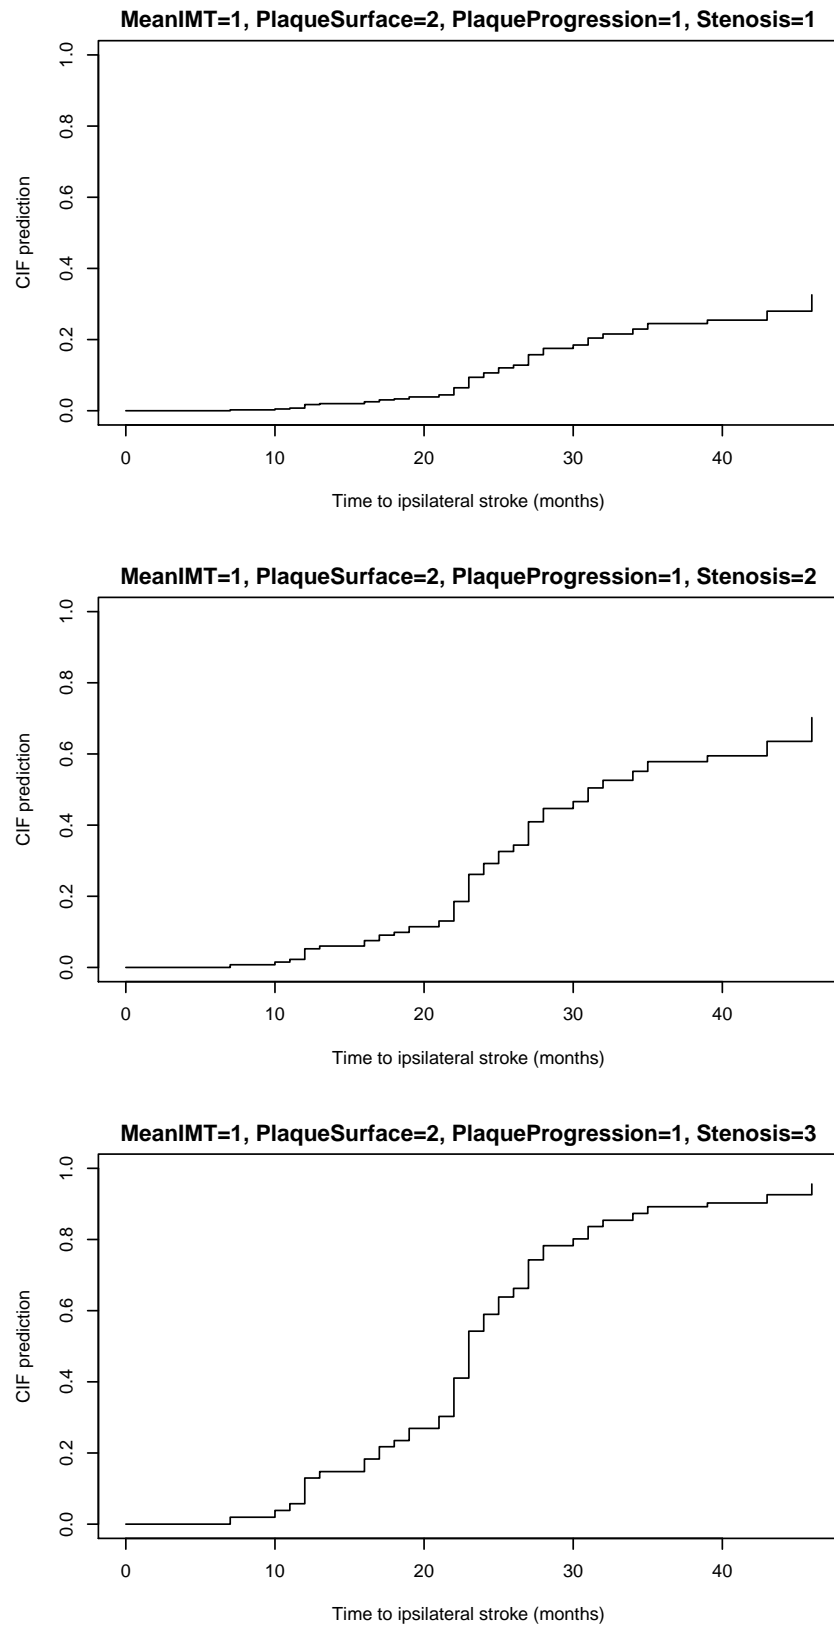 MeanIMT=1, PlaqueSurface=2, PlaqueProgression=1, Stenosis=1
CIF prediction
1.0
0.8
0.6
0.4
0.2
0.0
0 10 20 30 40
Time to ipsilateral stroke (months)
MeanIMT=1, PlaqueSurface=2, PlaqueProgression=1, Stenosis=2
CIF prediction
1.0
0.8
0.6
0.4
0.2
0.0
0 10 20 30 40
Time to ipsilateral stroke (months)
MeanIMT=1, PlaqueSurface=2, PlaqueProgression=1, Stenosis=3
CIF prediction
1.0
0.8
0.6
0.4
0.2
0.0
0 10 20 30 40
Time to ipsilateral stroke (months)